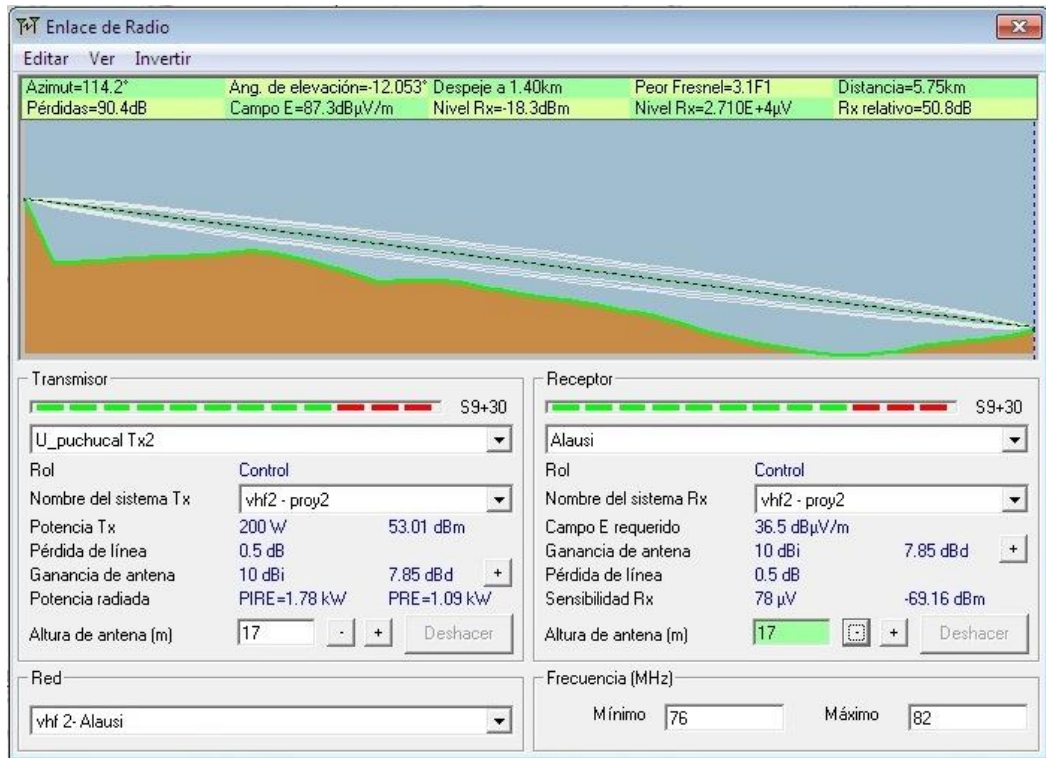 Enlace de Radio
Editar Ver Invertir
Azimut=114.2° Ang. de elevación=-12.053° Despeje a 1.40km Peor Fresnel=3.1F1 Distancia=5.75km
Pérdidas=90.4dB Campo E=87.3dBµV/m Nivel Rx=-18.3dBm Nivel Rx=2.710E+4µV Rx relativo=50.8dB
Transmisor
S9+30
U_puchucal Tx2
Rol Control
Nombre del sistema Tx vhf2 - proy2
Potencia Tx 200 W 53.01 dBm
Pérdida de línea 0.5 dB
Ganancia de antena 10 dBi 7.85 dBd +
Potencia radiada PIRE=1.78 kW PRE=1.09 kW
Altura de antena (m) 17 - + Deshacer
Receptor
S9+30
Alausi
Rol Control
Nombre del sistema Rx vhf2 - proy2
Campo E requerido 36.5 dBµV/m
Ganancia de antena 10 dBi 7.85 dBd +
Pérdida de línea 0.5 dB
Sensibilidad Rx 78 µV -69.16 dBm
Altura de antena (m) 17 - + Deshacer
Red
vhf 2- Alausi
Frecuencia (MHz)
Mínimo 76 Máximo 82